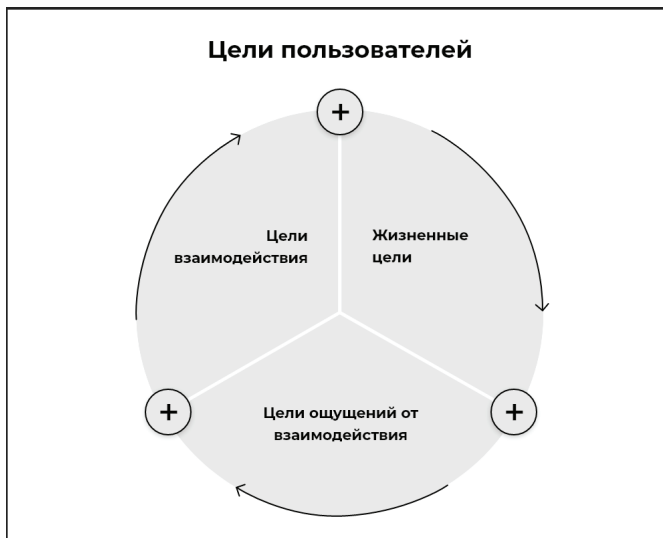 Цели пользователей
Цели
взаимодействия
Жизненные
цели
Цели ощущений от
взаимодействия